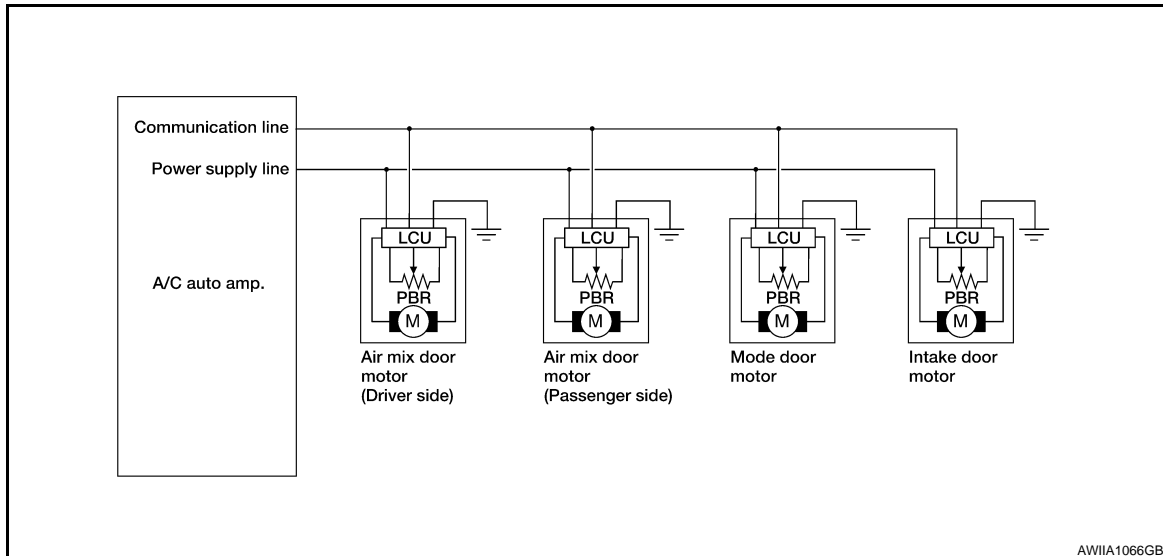 Communication line
Power supply line
A/C auto amp.
LCU
PBR
M
Air mix door
motor
(Driver side)
LCU
PBR
M
Air mix door
motor
(Passenger side)
LCU
PBR
M
Mode door
motor
LCU
PBR
M
Intake door
motor
AWIIA1066GB